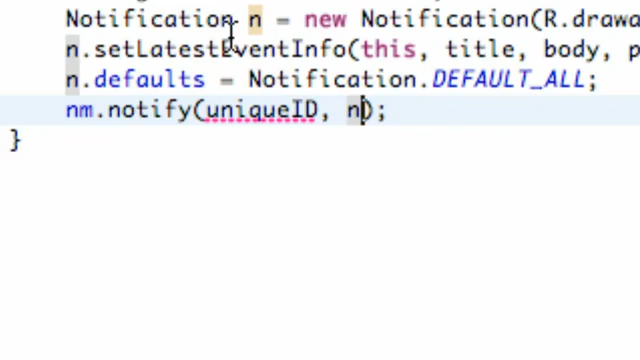 Notification n = new Notification(R.drawa
n.setLatestEventInfo(this, title, body, p
n.defaults = Notification.DEFAULT_ALL;
nm.notify(uniqueID, n);
}